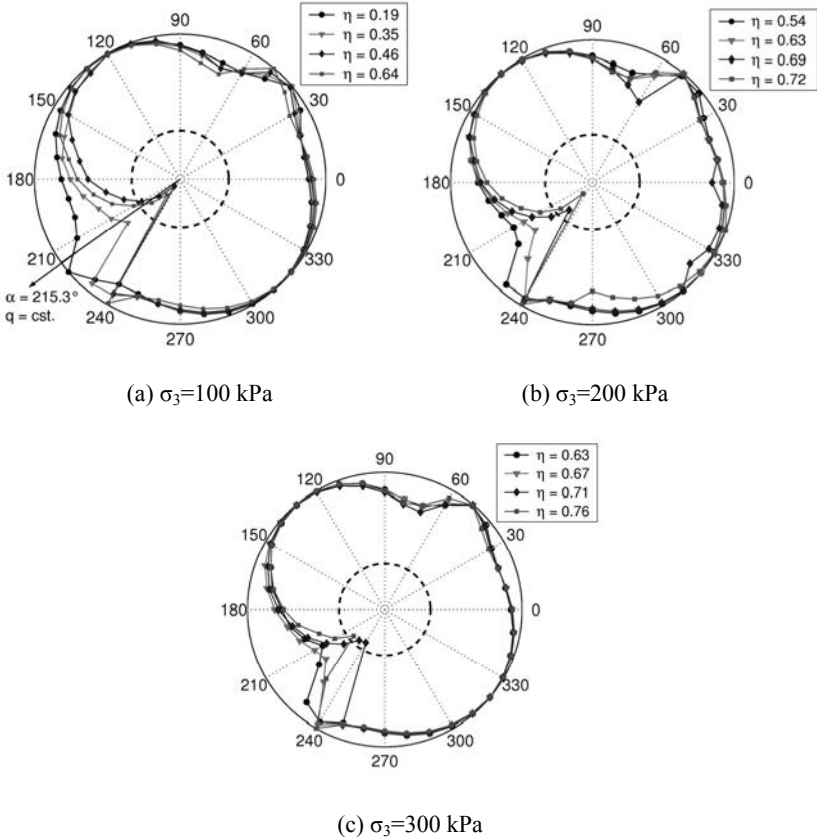 90
120
60
150
30
180
0
210
330
240
300
270
η = 0.19
η = 0.35
η = 0.46
η = 0.64
α = 215.3°
q = cst.
(a) σ₃=100 kPa
90
120
60
150
30
180
0
210
330
240
300
270
η = 0.54
η = 0.63
η = 0.69
η = 0.72
(b) σ₃=200 kPa
90
120
60
150
30
180
0
210
330
240
300
270
η = 0.63
η = 0.67
η = 0.71
η = 0.76
(c) σ₃=300 kPa